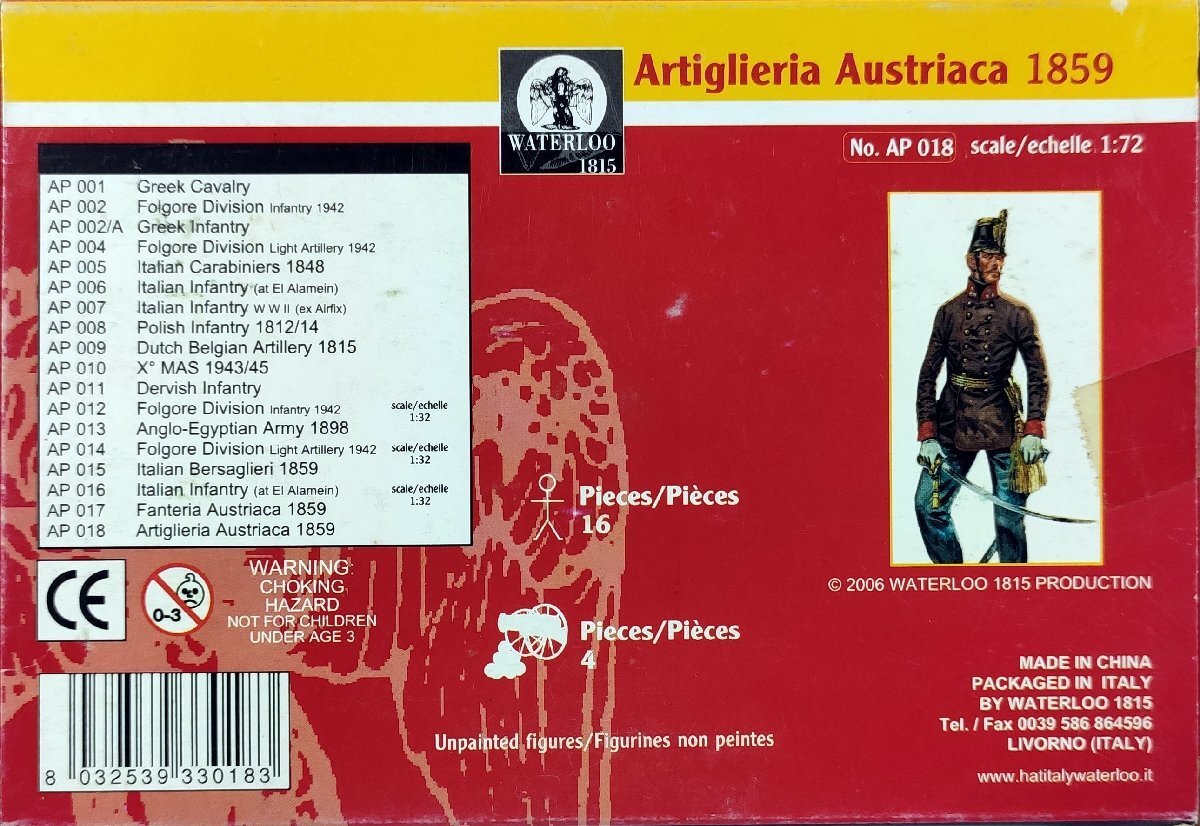 Artiglieria Austriaca 1859
WATERLOO
1815
No. AP 018 scale/echelle 1:72
AP 001 Greek Cavalry
AP 002 Folgore Division Infantry 1942
AP 002/A Greek Infantry
AP 004 Folgore Division Light Artillery 1942
AP 005 Italian Carabiniers 1848
AP 006 Italian Infantry (at El Alamein)
AP 007 Italian Infantry W W II (ex Airfix)
AP 008 Polish Infantry 1812/14
AP 009 Dutch Belgian Artillery 1815
AP 010 X° MAS 1943/45
AP 011 Dervish Infantry
AP 012 Folgore Division Infantry 1942 scale/echelle 1:32
AP 013 Anglo-Egyptian Army 1898
AP 014 Folgore Division Light Artillery 1942 scale/echelle 1:32
AP 015 Italian Bersaglieri 1859
AP 016 Italian Infantry (at El Alamein) scale/echelle 1:32
AP 017 Fanteria Austriaca 1859
AP 018 Artiglieria Austriaca 1859
Pieces/Pièces
16
CE
0-3
WARNING:
CHOKING
HAZARD
NOT FOR CHILDREN
UNDER AGE 3
Pieces/Pièces
4
8 032539 330183
Unpainted figures/Figurines non peintes
© 2006 WATERLOO 1815 PRODUCTION
MADE IN CHINA
PACKAGED IN ITALY
BY WATERLOO 1815
Tel. / Fax 0039 586 864596
LIVORNO (ITALY)
www.hatitalywaterloo.it